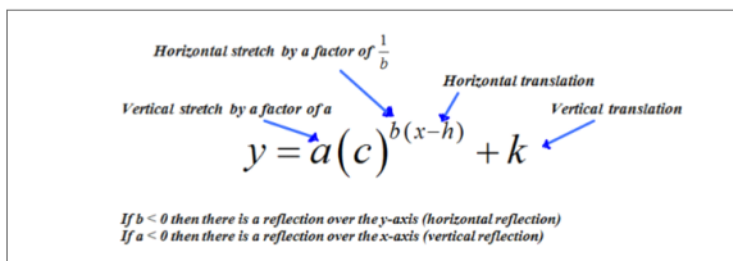 Horizontal stretch by a factor of 1/b
Horizontal translation
Vertical stretch by a factor of a
Vertical translation
y = a(c)^{b(x-h)} + k
If b < 0 then there is a reflection over the y-axis (horizontal reflection)
If a < 0 then there is a reflection over the x-axis (vertical reflection)